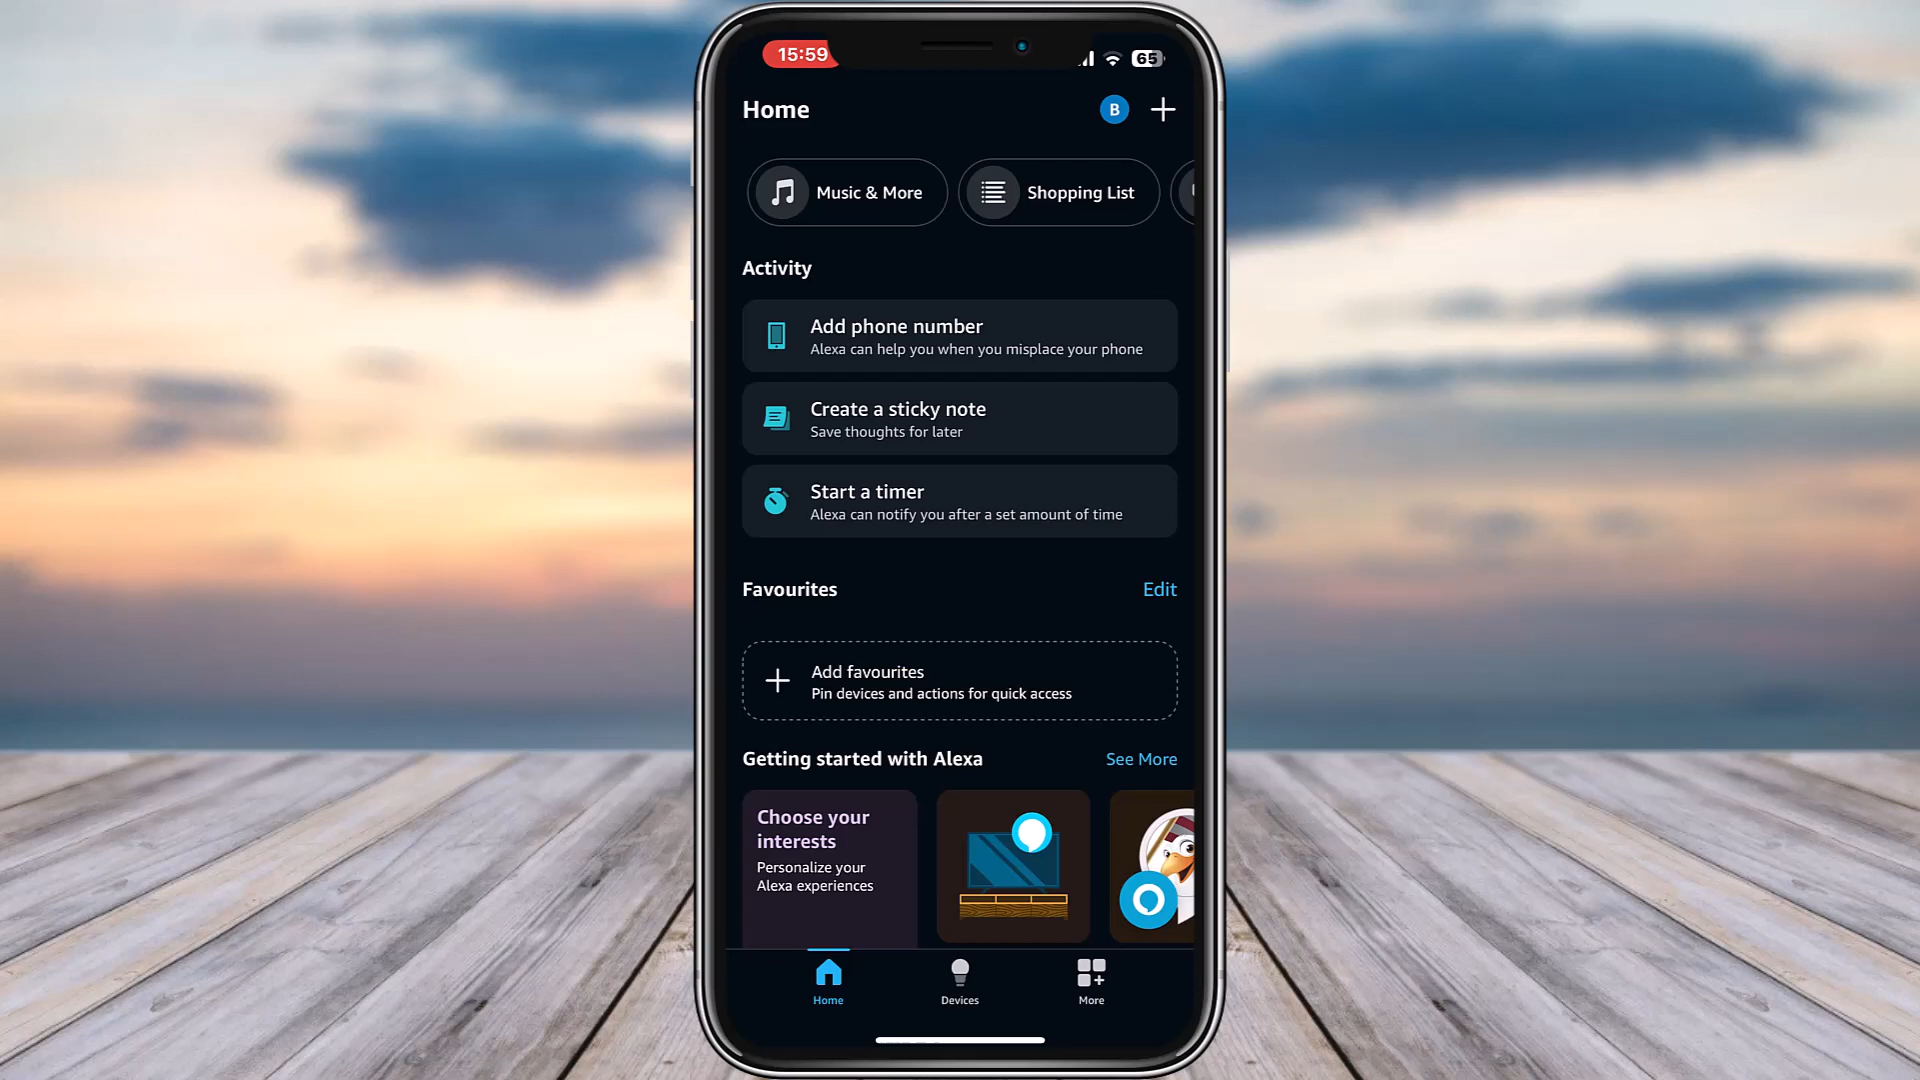 15:59
65
Home
B
Music & More
Shopping List
Activity
Add phone number
Alexa can help you when you misplace your phone
Create a sticky note
Save thoughts for later
Start a timer
Alexa can notify you after a set amount of time
Favourites
Edit
Add favourites
Pin devices and actions for quick access
Getting started with Alexa
See More
Choose your
interests
Personalize your
Alexa experiences
Home
Devices
More